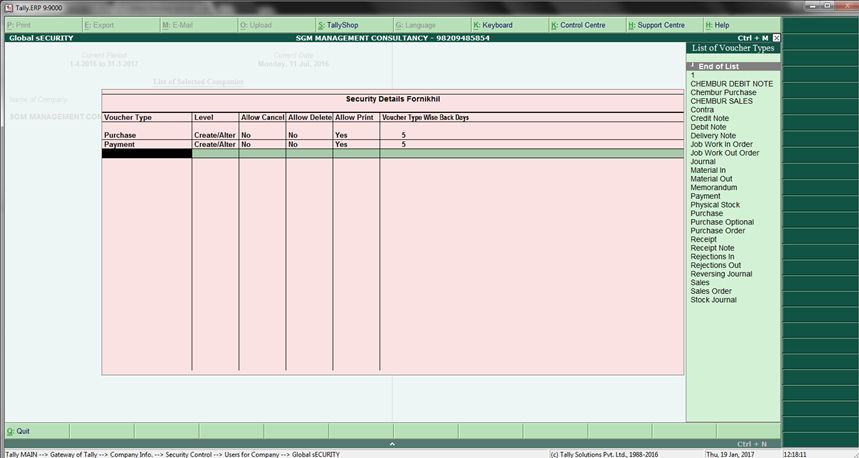 Tally.ERP 9:9000
P: Print E: Export M: E-Mail O: Upload S: TallyShop G: Language K: Keyboard K: Control Centre H: Support Centre H: Help
Global sECURITY SGM MANAGEMENT CONSULTANCY - 98209485854 Ctrl + M
Current Period Current Date
1-4-2016 to 31-3-2017 Monday, 11 Jul, 2016
List of Selected Companies
Name of Company
SGM MANAGEMENT CON
Security Details Fornikhil
Voucher Type Level Allow Cancel Allow Delete Allow Print Voucher Type Wise Back Days
Purchase Create/Alter No No Yes 5
Payment Create/Alter No No Yes 5
List of Voucher Types
End of List
1
CHEMBUR DEBIT NOTE
Chembur Purchase
CHEMBUR SALES
Contra
Credit Note
Debit Note
Delivery Note
Job Work In Order
Job Work Out Order
Journal
Material In
Material Out
Memorandum
Payment
Physical Stock
Purchase
Purchase Optional
Purchase Order
Receipt
Receipt Note
Rejections In
Rejections Out
Reversing Journal
Sales
Sales Order
Stock Journal
Q: Quit
Ctrl + N
Tally MAIN --> Gateway of Tally --> Company Info. --> Security Control --> Users for Company --> Global sECURITY (c) Tally Solutions Pvt. Ltd., 1988-2016 Thu, 19 Jan, 2017 12:18:11